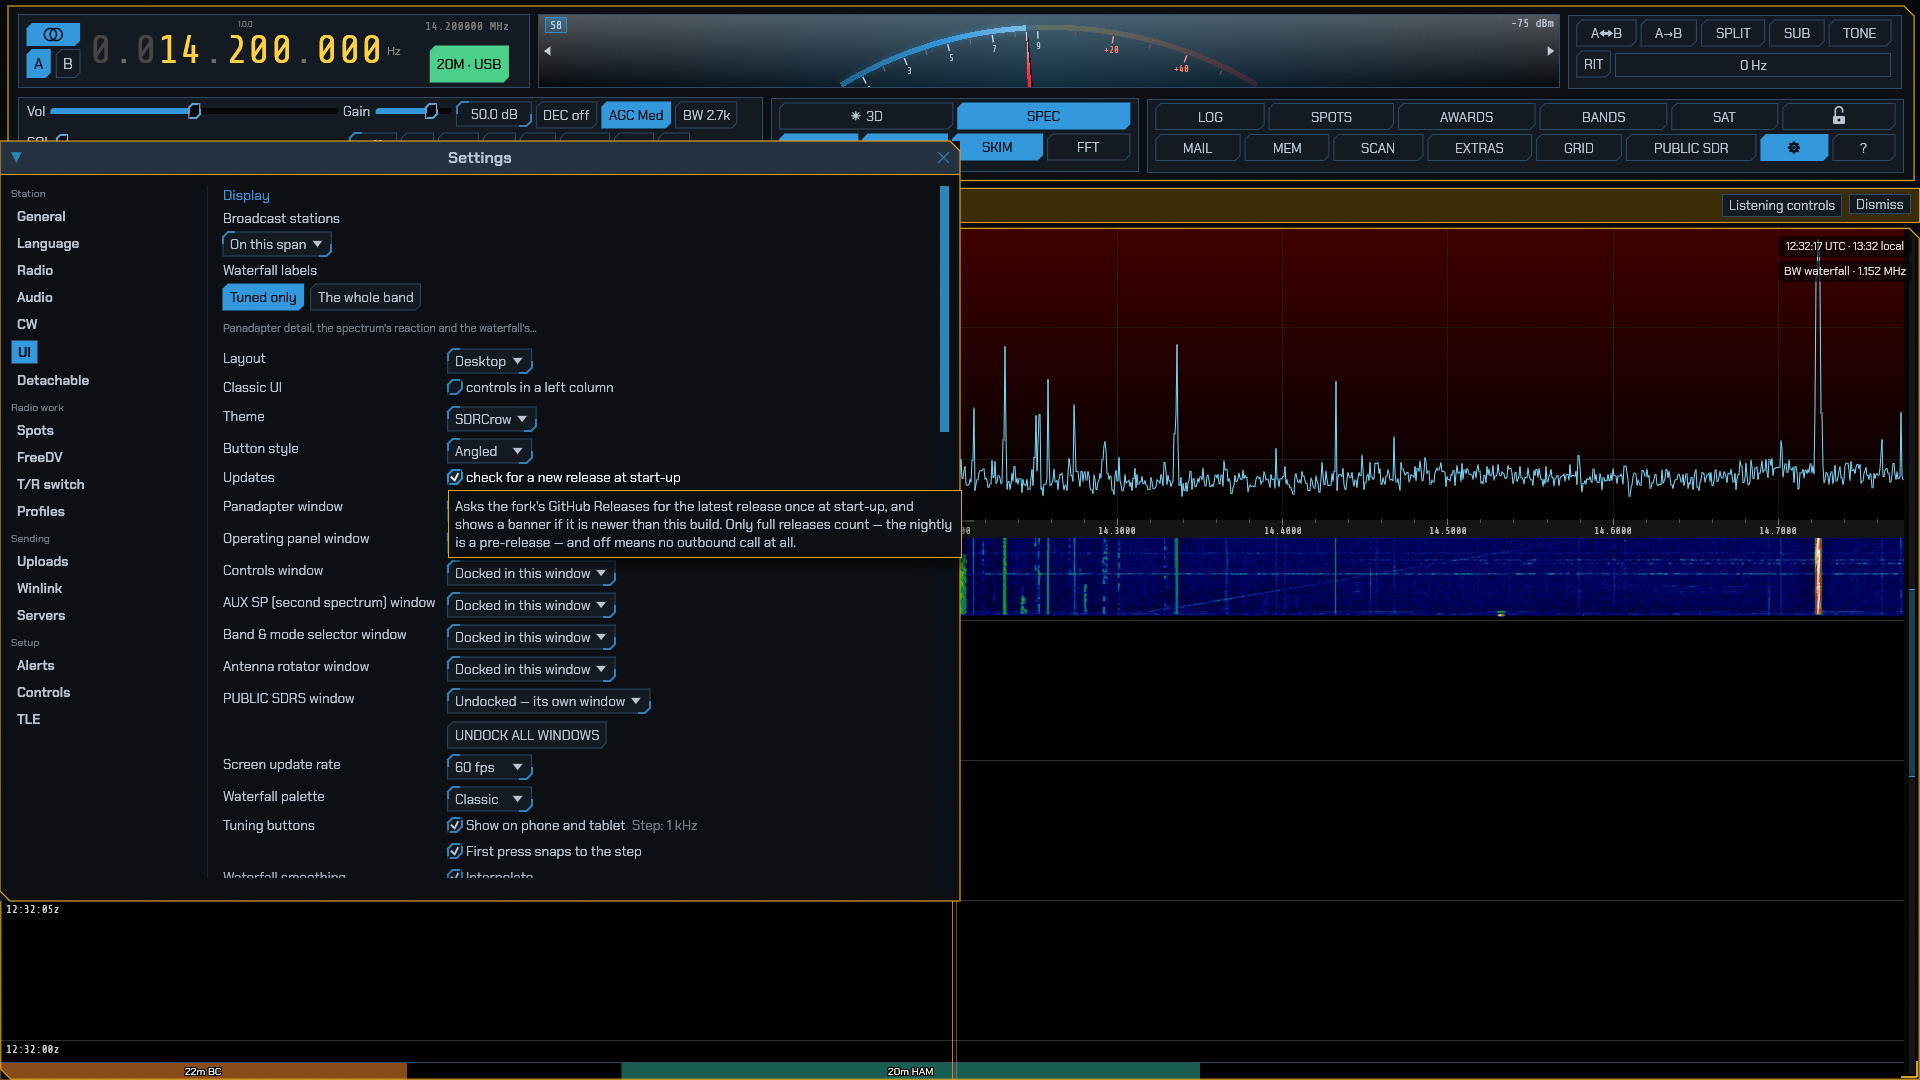 1.0.0
14.200000 MHz
A
B
0.014.200.000 Hz
20M · USB
S8
3
5
7
9
+20
+40
-75 dBm
A⬌B
A→B
SPLIT
SUB
TONE
RIT
0 Hz
Vol
Gain
50.0 dB
DEC off
AGC Med
BW 2.7k
✳ 3D
SPEC
SKIM
FFT
LOG
SPOTS
AWARDS
BANDS
SAT
MAIL
MEM
SCAN
EXTRAS
GRID
PUBLIC SDR
?
Settings
Listening controls
Dismiss
Station
General
Language
Radio
Audio
CW
UI
Detachable
Radio work
Spots
FreeDV
T/R switch
Profiles
Sending
Uploads
Winlink
Servers
Setup
Alerts
Controls
TLE
Display
Broadcast stations
On this span
Waterfall labels
Tuned only
The whole band
Panadapter detail, the spectrum's reaction and the waterfall's...
Layout
Desktop
Classic UI
controls in a left column
Theme
SDRCrow
Button style
Angled
Updates
check for a new release at start-up
Panadapter window
Asks the fork's GitHub Releases for the latest release once at start-up, and
shows a banner if it is newer than this build. Only full releases count — the nightly
is a pre-release — and off means no outbound call at all.
Operating panel window
Controls window
Docked in this window
AUX SP (second spectrum) window
Docked in this window
Band & mode selector window
Docked in this window
Antenna rotator window
Docked in this window
PUBLIC SDRS window
Undocked — its own window
UNDOCK ALL WINDOWS
Screen update rate
60 fps
Waterfall palette
Classic
Tuning buttons
Show on phone and tablet
Step: 1 kHz
First press snaps to the step
Waterfall smoothing
Interpolate
12:32:17 UTC · 13:32 local
BW waterfall · 1.152 MHz
14.3000
14.4000
14.5000
14.6000
14.7000
12:32:05z
12:32:00z
22m BC
20m HAM